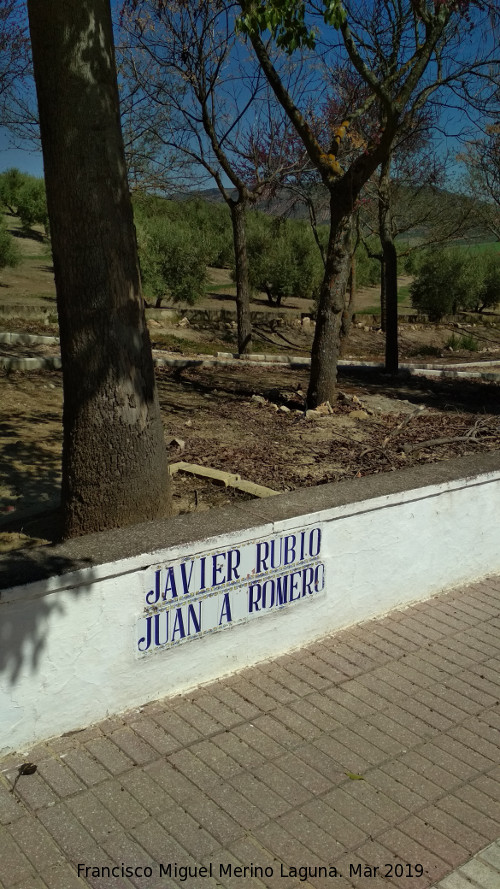 JAVIER RUBIO
JUAN A ROMERO
Francisco Miguel Merino Laguna. Mar 2019